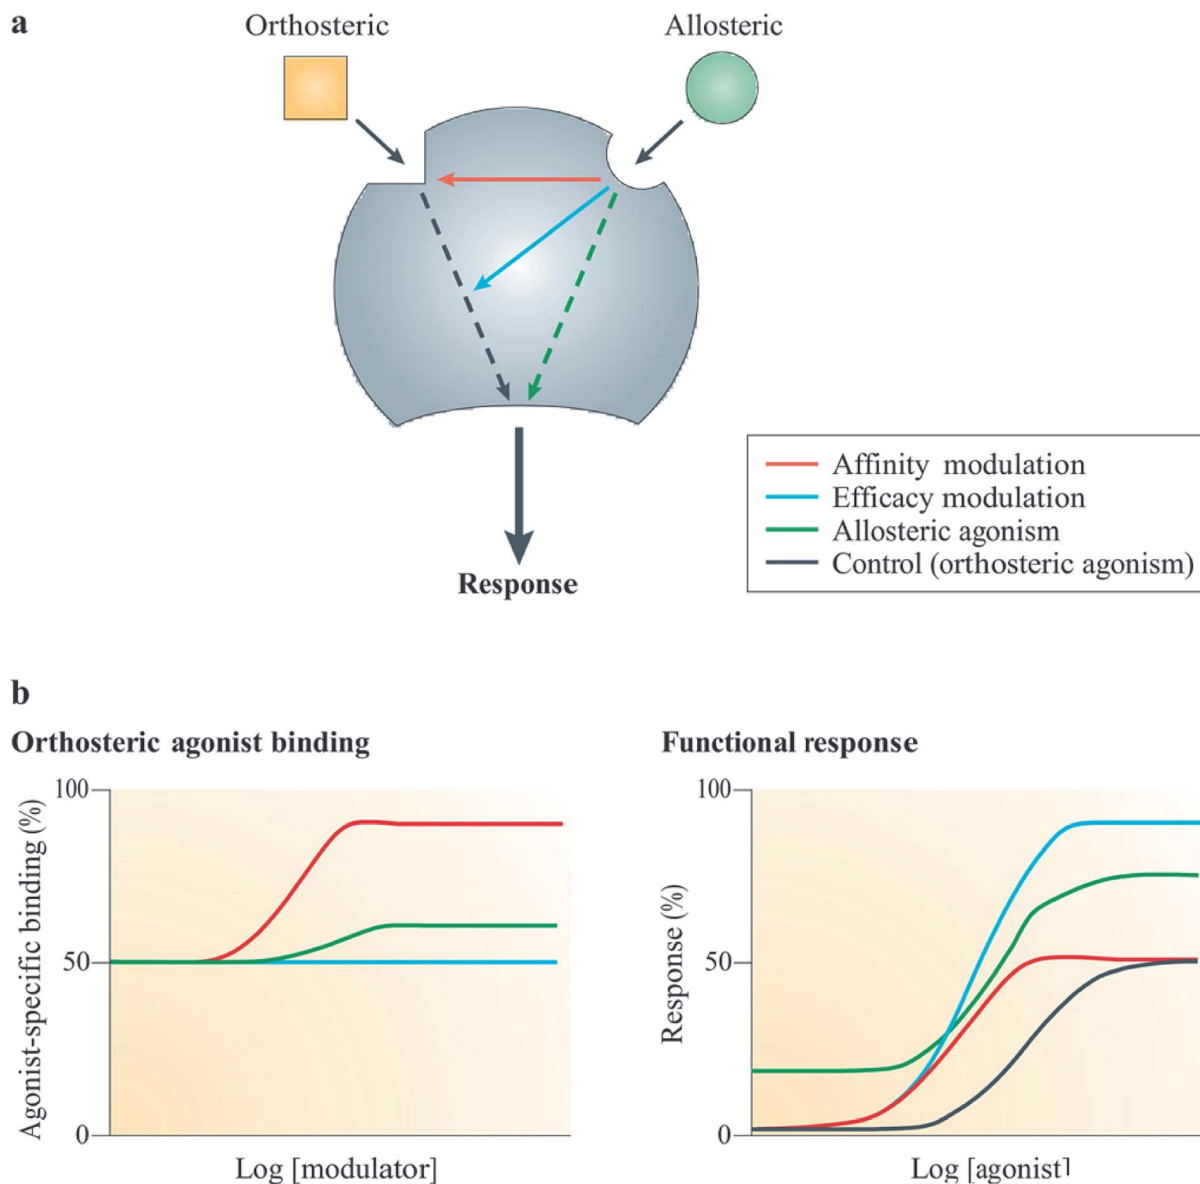 a
Orthosteric
Allosteric
Affinity modulation
Efficacy modulation
Allosteric agonism
Control (orthosteric agonism)
Response
b
Orthosteric agonist binding
Functional response
100
50
0
Agonist-specific binding (%)
Log [modulator]
100
50
0
Response (%)
Log [agonist]